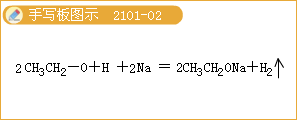 手写板图示 2101-02
2CH₃CH₂—O+H +2Na = 2CH₃CH₂ONa+H₂↑